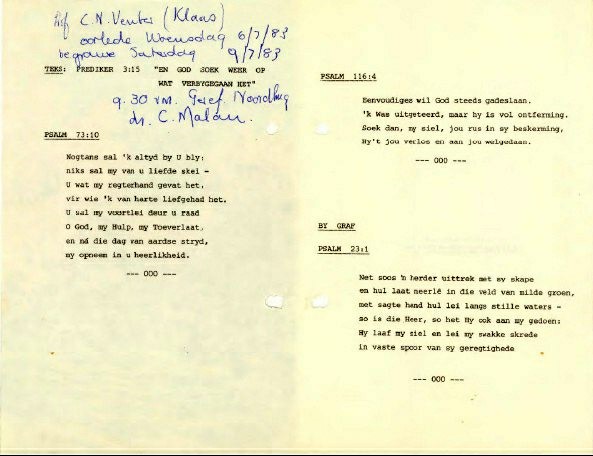 Prof C.N. Venter (Klaas)
oorlede Woensdag 6/7/83
begrawe Saterdag 9/7/83
TEKS: PREDIKER 3:15 "EN GOD SOEK WEER OP
WAT VERBYGEGAAN HET"
9.30 vm. Geref. Noordbrug
ds. C. Malan.
PSALM 73:10
Nogtans sal 'k altyd by U bly:
niks sal my van u liefde skei -
U wat my regterhand gevat het,
vir wie 'k van harte liefgehad het.
U sal my voortlei deur u raad
O God, my Hulp, my Toeverlaat,
en ná die dag van aardse stryd,
my opneem in u heerlikheid.
--- 000 ---
PSALM 116:4
Eenvoudiges wil God steeds gadeslaan.
'k Was uitgeteerd, maar hy is vol ontferming.
Soek dan, my siel, jou rus in sy beskerming,
Hy't jou verlos en aan jou welgedaan.
--- 000 ---
BY GRAF
PSALM 23:1
Net soos 'n herder uittrek met sy skape
en hul laat neerlê in die veld van milde groen,
met sagte hand hul lei langs stille waters -
so is die Heer, so het Hy ook aan my gedoen:
Hy laaf my siel en lei my swakke skrede
in vaste spoor van sy geregtighede
--- 000 ---